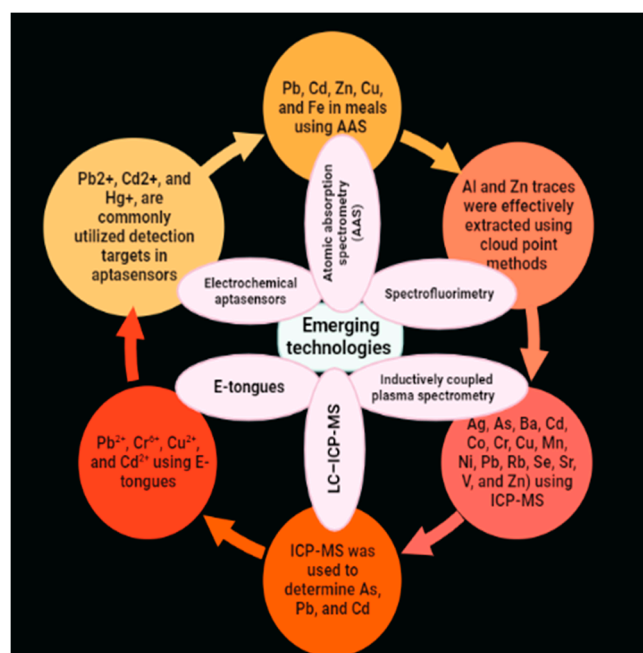 Pb, Cd, Zn, Cu,
and Fe in meals
using AAS
Atomic absorption
spectrometry
(AAS)
Al and Zn traces
were effectively
extracted using
cloud point
methods
Spectrofluorimetry
Pb2+, Cd2+, and
Hg+, are
commonly
utilized detection
targets in
aptasensors
Electrochemical
aptasensors
Emerging
technologies
E-tongues
Inductively coupled
plasma spectrometry
LC–ICP-MS
Ag, As, Ba, Cd,
Co, Cr, Cu, Mn,
Ni, Pb, Rb, Se, Sr,
V, and Zn) using
ICP-MS
Pb²⁺, Cr⁶⁺, Cu²⁺,
and Cd²⁺ using E-
tongues
ICP-MS was
used to
determine As,
Pb, and Cd